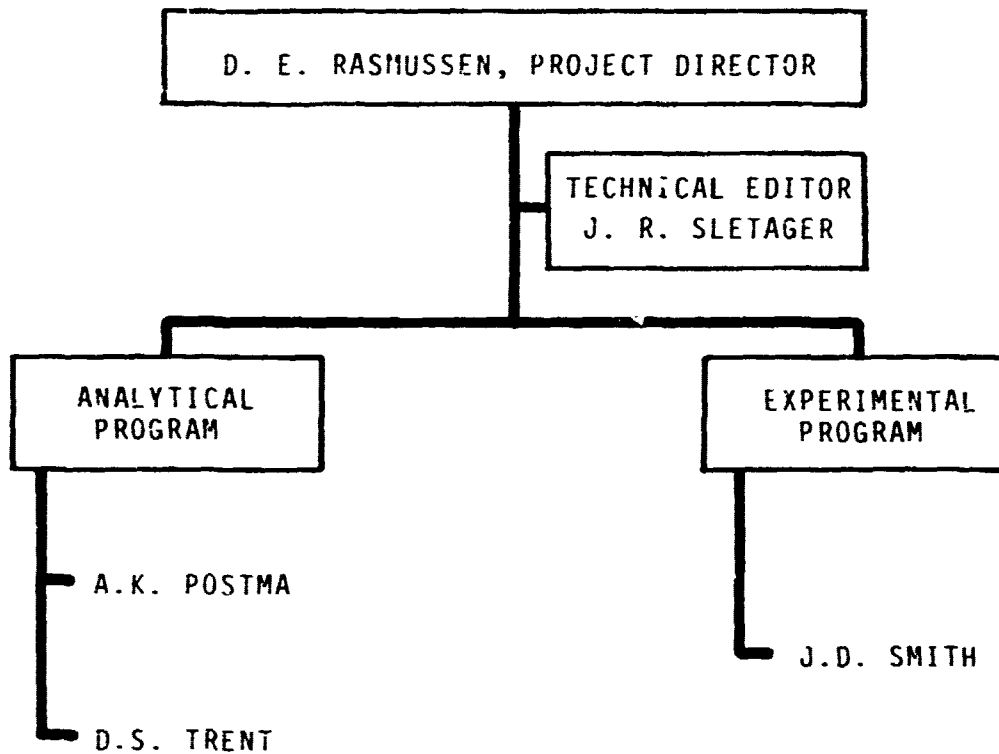 D. E. RASMUSSEN, PROJECT DIRECTOR
TECHNICAL EDITOR
J. R. SLETAGER
ANALYTICAL
PROGRAM
A.K. POSTMA
D.S. TRENT
EXPERIMENTAL
PROGRAM
J.D. SMITH